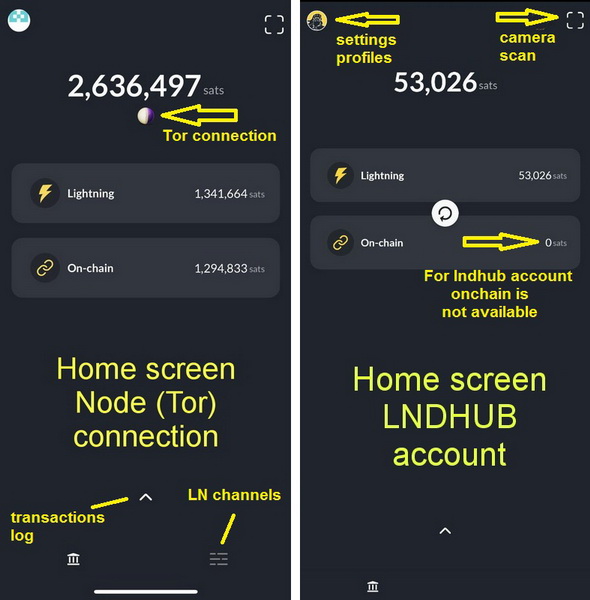 2,636,497 sats
Tor connection
Lightning 1,341,664 sats
On-chain 1,294,833 sats
Home screen
Node (Tor)
connection
LN channels
transactions
log
settings
profiles
camera
scan
53,026 sats
Lightning 53,026 sats
On-chain 0 sats
For lndhub account
onchain is
not available
Home screen
LNDHUB
account